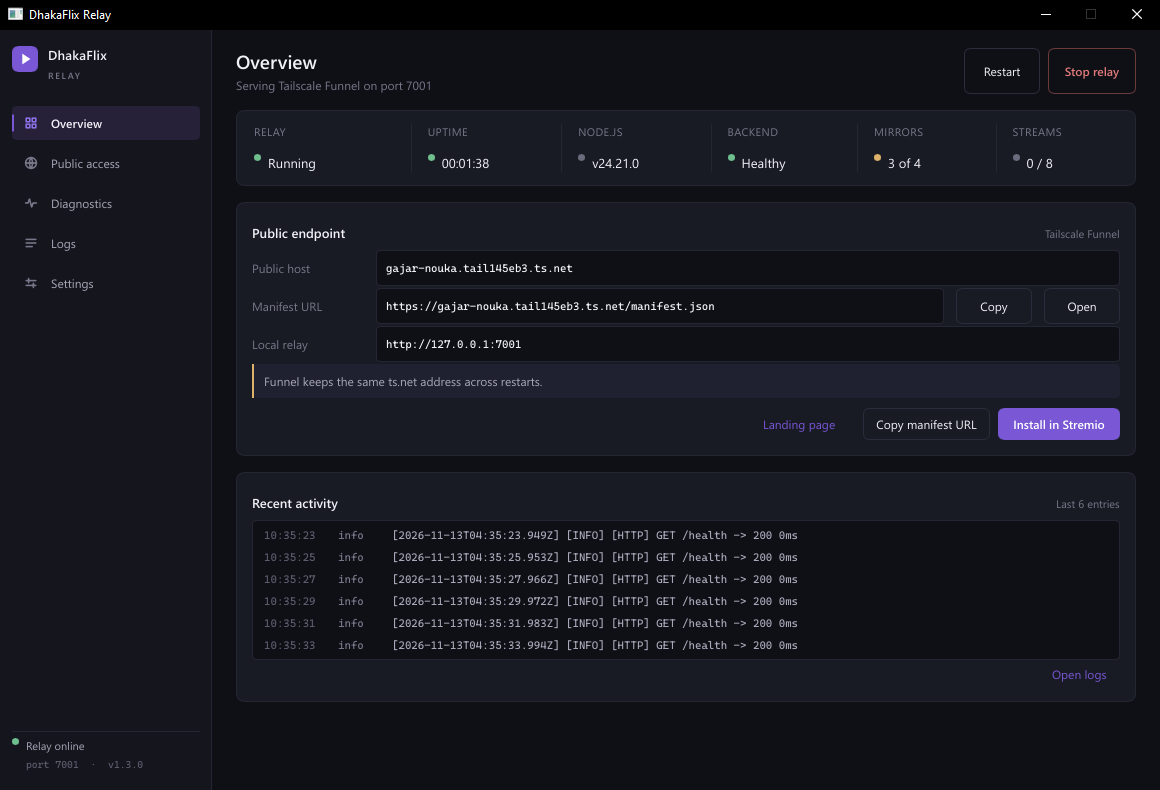 DhakaFlix Relay
DhakaFlix
RELAY
Overview
Public access
Diagnostics
Logs
Settings
Relay online
port 7001 · v1.3.0
Overview
Serving Tailscale Funnel on port 7001
Restart
Stop relay
RELAY UPTIME NODE.JS BACKEND MIRRORS STREAMS
Running 00:01:38 v24.21.0 Healthy 3 of 4 0 / 8
Public endpoint Tailscale Funnel
Public host gajar-nouka.tail145eb3.ts.net
Manifest URL https://gajar-nouka.tail145eb3.ts.net/manifest.json Copy Open
Local relay http://127.0.0.1:7001
Funnel keeps the same ts.net address across restarts.
Landing page Copy manifest URL Install in Stremio
Recent activity Last 6 entries
10:35:23 info [2026-11-13T04:35:23.949Z] [INFO] [HTTP] GET /health -> 200 0ms
10:35:25 info [2026-11-13T04:35:25.953Z] [INFO] [HTTP] GET /health -> 200 0ms
10:35:27 info [2026-11-13T04:35:27.966Z] [INFO] [HTTP] GET /health -> 200 0ms
10:35:29 info [2026-11-13T04:35:29.972Z] [INFO] [HTTP] GET /health -> 200 0ms
10:35:31 info [2026-11-13T04:35:31.983Z] [INFO] [HTTP] GET /health -> 200 0ms
10:35:33 info [2026-11-13T04:35:33.994Z] [INFO] [HTTP] GET /health -> 200 0ms
Open logs